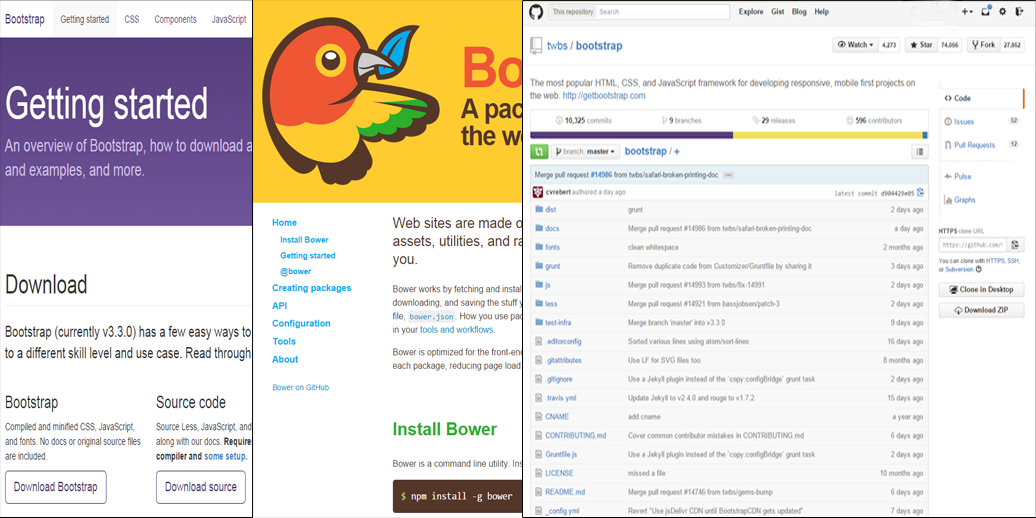 Bootstrap Getting started CSS Components JavaScript
Getting started
An overview of Bootstrap, how to download a
and examples, and more.
Download
Bootstrap (currently v3.3.0) has a few easy ways to
to a different skill level and use case. Read through
Bootstrap
Compiled and minified CSS, JavaScript,
and fonts. No docs or original source files
are included.
Download Bootstrap
Source code
Source Less, JavaScript, and
along with our docs. Require
compiler and some setup.
Download source
Bo
A pac
the we
Home
Install Bower
Getting started
@bower
Creating packages
API
Configuration
Tools
About
Bower on GitHub
Web sites are made o
assets, utilities, and ra
you.
Bower works by fetching and instal
downloading, and saving the stuff y
file, bower.json. How you use pac
in your tools and workflows.
Bower is optimized for the front-en
each package, reducing page load
Install Bower
Bower is a command line utility. Ins
$ npm install -g bower
This repository Search Explore Gist Blog Help
twbs / bootstrap
Watch 4,273 Star 74,056 Fork 27,852
The most popular HTML, CSS, and JavaScript framework for developing responsive, mobile first projects on
the web. http://getbootstrap.com
10,325 commits 9 branches 29 releases 596 contributors
branch: master bootstrap / +
Merge pull request #14986 from twbs/safari-broken-printing-doc ...
cvrebert authored a day ago latest commit d904429e05
dist grunt 2 days ago
docs Merge pull request #14986 from twbs/safari-broken-printing-doc a day ago
fonts clean whitespace 2 months ago
grunt Remove duplicate code from Customizer/Gruntfile by sharing it 3 days ago
js Merge pull request #14993 from twbs/fix-14991 2 days ago
less Merge pull request #14921 from bassjobsen/patch-3 2 days ago
test-infra Merge branch 'master' into v3.3.0 9 days ago
.editorconfig Sorted various lines using atom/sort-lines 16 days ago
.gitattributes Use LF for SVG files too. 8 months ago
.gitignore Use a Jekyll plugin instead of the `copy:configBridge` grunt task 2 days ago
.travis.yml Update Jekyll to v2.4.0 and rouge to v1.7.2. 15 days ago
CNAME add cname a year ago
CONTRIBUTING.md Cover common contributor mistakes in CONTRIBUTING.md 6 days ago
Gruntfile.js Use a Jekyll plugin instead of the `copy:configBridge` grunt task 2 days ago
LICENSE missed a file 10 months ago
README.md Merge pull request #14746 from twbs/gems-bump 6 days ago
_config.yml Revert "Use jsDelivr CDN until BootstrapCDN gets updated" 7 days ago
Code
Issues 52
Pull Requests 12
Pulse
Graphs
HTTPS clone URL
https://github.com/
You can clone with HTTPS, SSH,
or Subversion.
Clone in Desktop
Download ZIP